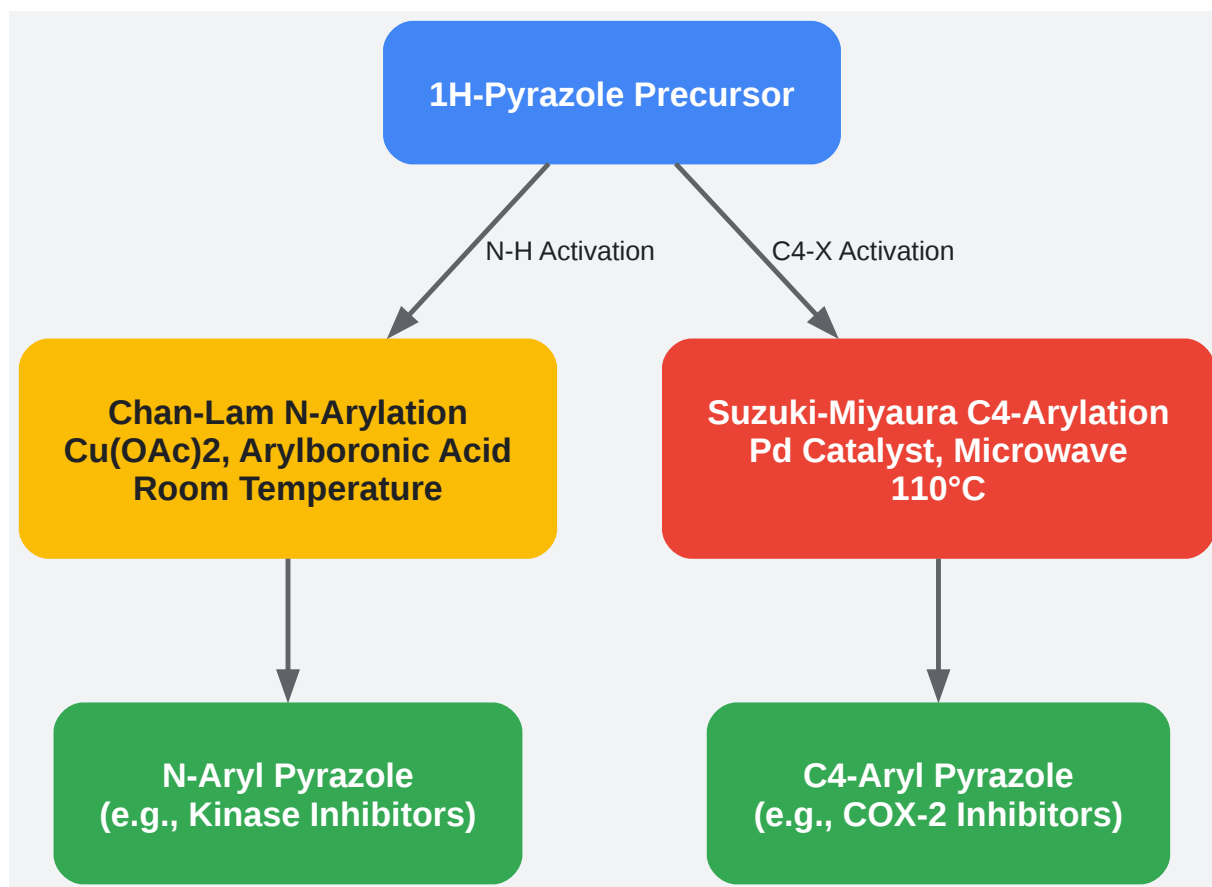 1H-Pyrazole Precursor
N-H Activation
C4-X Activation
Chan-Lam N-Arylation
Cu(OAc)2, Arylboronic Acid
Room Temperature
Suzuki-Miyaura C4-Arylation
Pd Catalyst, Microwave
110°C
N-Aryl Pyrazole
(e.g., Kinase Inhibitors)
C4-Aryl Pyrazole
(e.g., COX-2 Inhibitors)